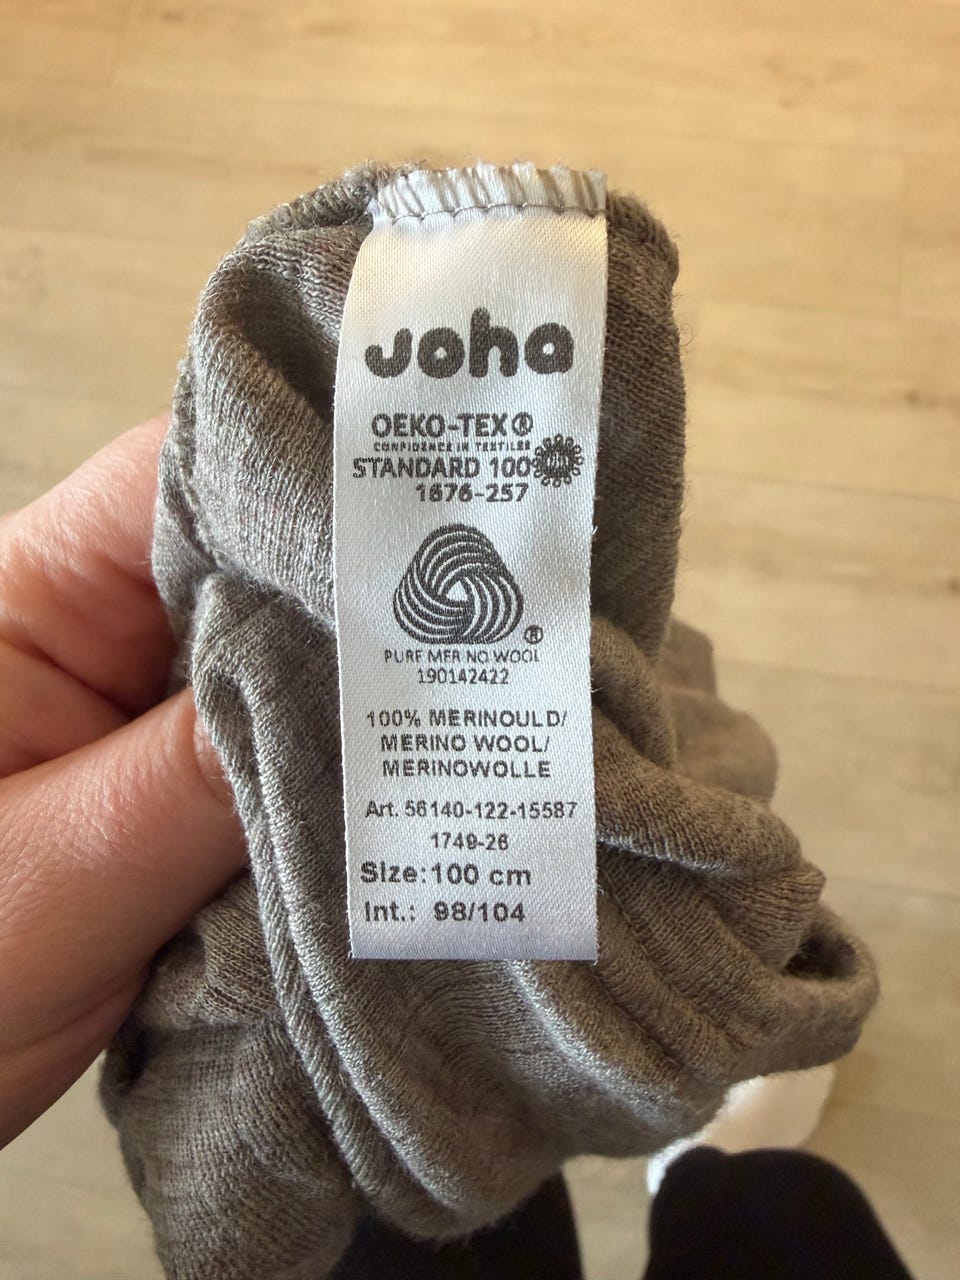 joha
OEKO-TEX®
CONFIDENCE IN TEXTILES
STANDARD 100
1676-257
®
PURE MERINO WOOL
190142422
100% MERINOULD/
MERINO WOOL/
MERINOWOLLE
Art. 56140-122-15587
1749-26
Size: 100 cm
Int.: 98/104